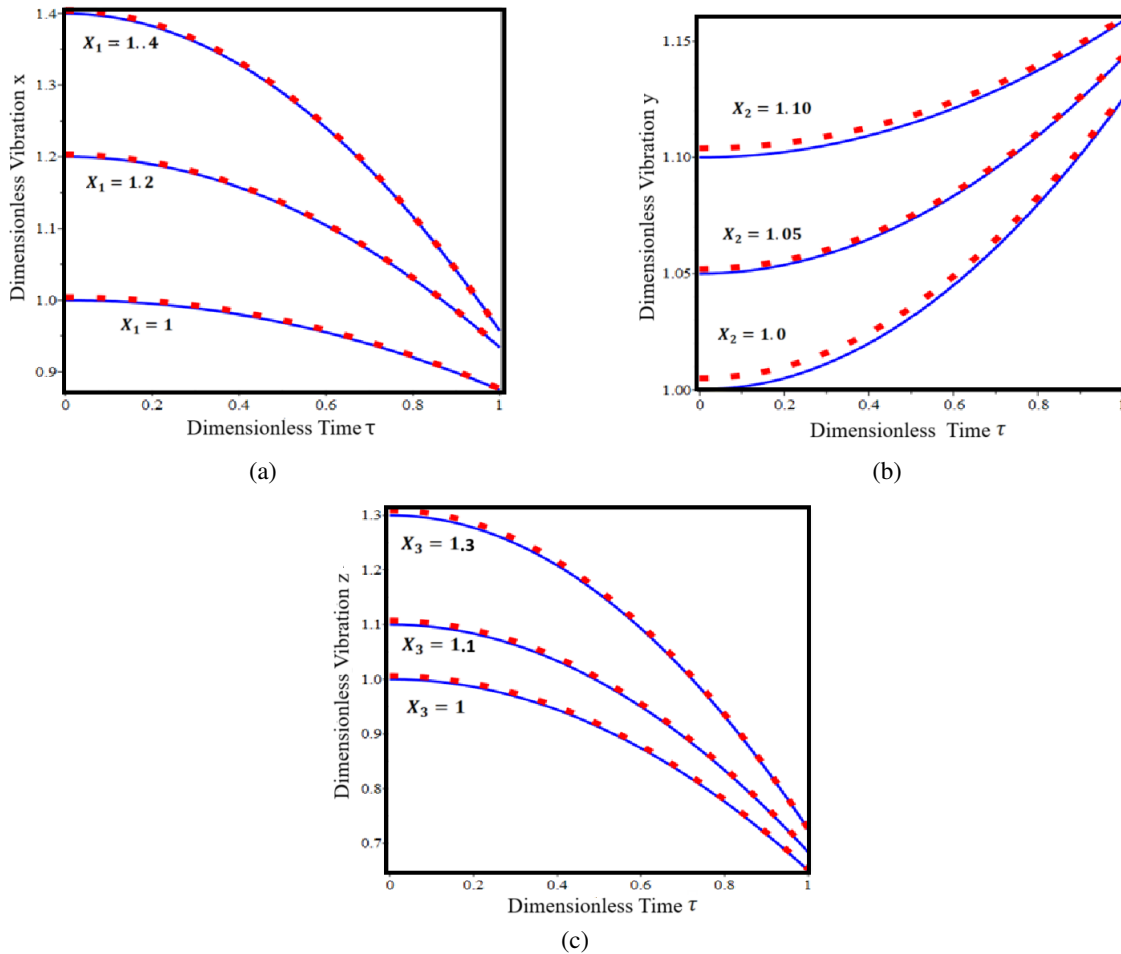 1.4
X₁ = 1..4
1.3
1.2
X₁ = 1.2
1.1
1.0
X₁ = 1
0.9
0 0.2 0.4 0.6 0.8 1
Dimensionless Vibration x
Dimensionless Time τ
(a)
1.15
X₂ = 1.10
1.10
X₂ = 1.05
1.05
X₂ = 1.0
1.00
0 0.2 0.4 0.6 0.8 1
Dimensionless Vibration y
Dimensionless Time τ
(b)
1.3
X₃ = 1.3
1.2
1.1
X₃ = 1.1
1.0
X₃ = 1
0.9
0.8
0.7
0 0.2 0.4 0.6 0.8 1
Dimensionless Vibration z
Dimensionless Time τ
(c)